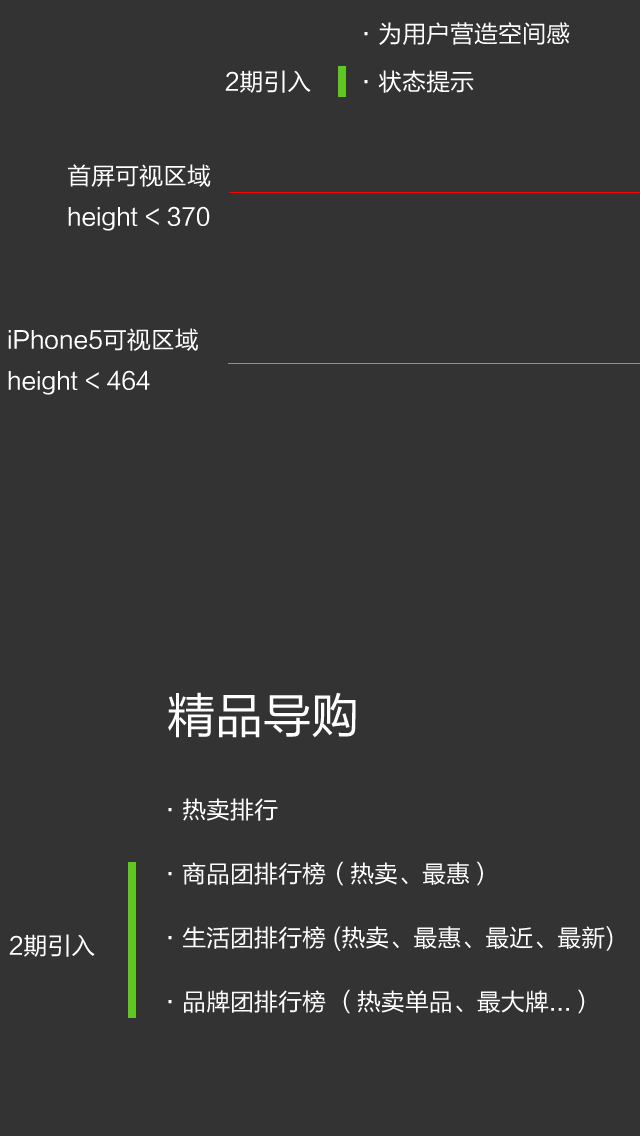 · 为用户营造空间感
2期引入
· 状态提示
首屏可视区域
height < 370
iPhone5可视区域
height < 464
精品导购
· 热卖排行
· 商品团排行榜（热卖、最惠）
2期引入
· 生活团排行榜 (热卖、最惠、最近、最新)
· 品牌团排行榜 （热卖单品、最大牌...）